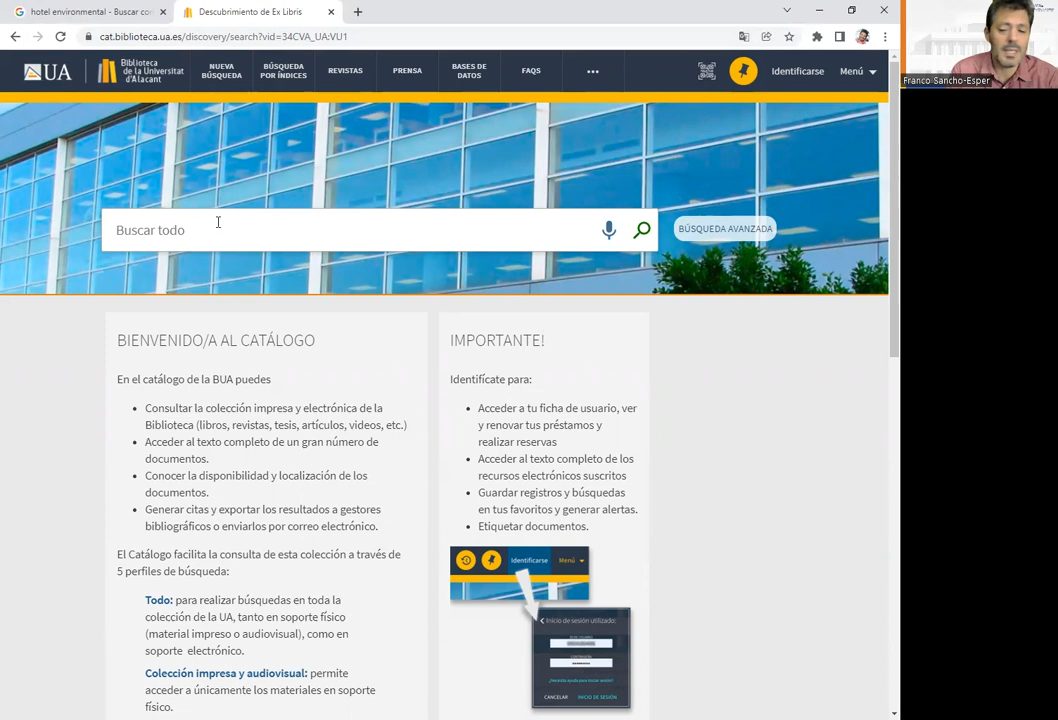 hotel environmental - Buscar co
Descubrimiento de Ex Libris
cat.biblioteca.ua.es/discovery/search?vid=34CVA_UA:VU1
UA
Biblioteca
de la Universitat
d'Alacant
NUEVA
BÚSQUEDA
BÚSQUEDA
POR ÍNDICES
REVISTAS
PRENSA
BASES DE
DATOS
FAQS
Identificarse
Menú
Franco Sancho-Esper
Buscar todo
BÚSQUEDA AVANZADA
BIENVENIDO/A AL CATÁLOGO
En el catálogo de la BUA puedes
• Consultar la colección impresa y electrónica de la
Biblioteca (libros, revistas, tesis, artículos, videos, etc.)
• Acceder al texto completo de un gran número de
documentos.
• Conocer la disponibilidad y localización de los
documentos.
• Generar citas y exportar los resultados a gestores
bibliográficos o enviarlos por correo electrónico.
El Catálogo facilita la consulta de esta colección a través de
5 perfiles de búsqueda:
Todo: para realizar búsquedas en toda la
colección de la UA, tanto en soporte físico
(material impreso o audiovisual), como en
soporte electrónico.
Colección impresa y audiovisual: permite
acceder a únicamente los materiales en soporte
físico.
IMPORTANTE!
Identifícate para:
• Acceder a tu ficha de usuario, ver
y renovar tus préstamos y
realizar reservas
• Acceder al texto completo de los
recursos electrónicos suscritos
• Guardar registros y búsquedas
en tus favoritos y generar alertas.
• Etiquetar documentos.
Identificarse
Menú
Inicio de sesión utilizado:
CANCELAR
INICIO DE SESIÓN